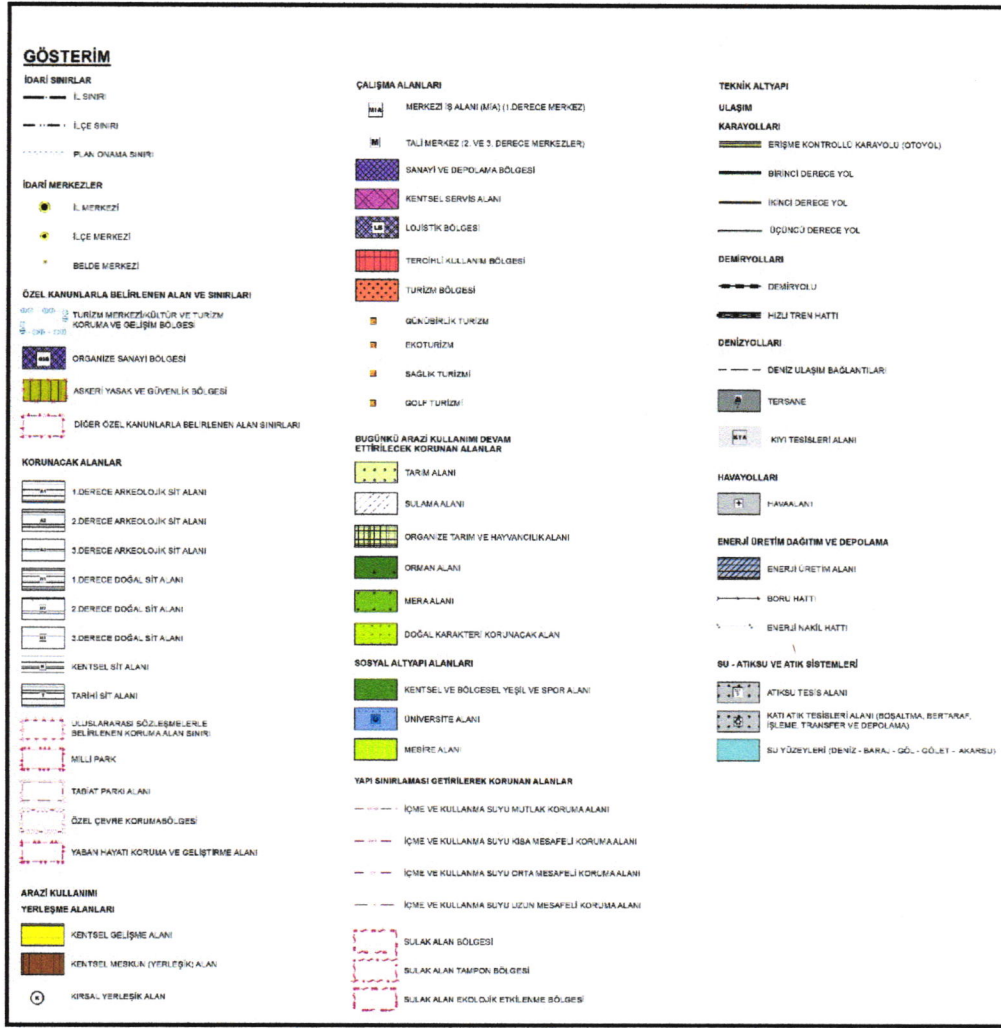 GÖSTERİM
İDARİ SINIRLAR
İL SINIRI
İLÇE SINIRI
PLAN ONAMA SINIRI
İDARİ MERKEZLER
İL MERKEZİ
İLÇE MERKEZİ
BELDE MERKEZİ
ÖZEL KANUNLARLA BELİRLENEN ALAN VE SINIRLARI
TURİZM MERKEZİ/KÜLTÜR VE TURİZM
KORUMA VE GELİŞİM BÖLGESİ
ORGANIZE SANAYİ BÖLGESİ
ASKERİ YASAK VE GÜVENLİK BÖLGESİ
DİĞER ÖZEL KANUNLARLA BELİRLENEN ALAN SINIRLARI
KORUNACAK ALANLAR
1.DERECE ARKEOLOJİK SİT ALANI
2.DERECE ARKEOLOJİK SİT ALANI
3.DERECE ARKEOLOJİK SİT ALANI
1.DERECE DOĞAL SİT ALANI
2.DERECE DOĞAL SİT ALANI
3.DERECE DOĞAL SİT ALANI
KENTSEL SİT ALANI
TARİHİ SİT ALANI
ULUSLARARASI SÖZLEŞMELERLE
BELİRLENEN KORUMA ALAN SINIRI
MİLLİ PARK
TABİAT PARKI ALANI
ÖZEL ÇEVRE KORUMABÖLGESİ
YABAN HAYATI KORUMA VE GELİŞTİRME ALANI
ARAZİ KULLANIMI
YERLEŞME ALANLARI
KENTSEL GELİŞME ALANI
KENTSEL MESKUN (YERLEŞİK) ALAN
K KIRSAL YERLEŞİK ALAN
ÇALIŞMA ALANLARI
MİA MERKEZİ İŞ ALANI (MİA) (1.DERECE MERKEZ)
M TALİ MERKEZ (2. VE 3. DERECE MERKEZLER)
SANAYİ VE DEPOLAMA BÖLGESİ
KENTSEL SERVİS ALANI
LB LOJİSTİK BÖLGESİ
TERCİHLİ KULLANIM BÖLGESİ
TURİZM BÖLGESİ
GÜNÜBİRLİK TURİZM
EKOTURİZM
SAĞLIK TURİZMİ
GOLF TURİZMİ
BUGÜNKÜ ARAZİ KULLANIMI DEVAM
ETTİRİLECEK KORUNAN ALANLAR
TARIM ALANI
SULAMA ALANI
ORGANIZE TARIM VE HAYVANCILIK ALANI
ORMAN ALANI
MERA ALANI
DOĞAL KARAKTERİ KORUNACAK ALAN
SOSYAL ALTYAPI ALANLARI
KENTSEL VE BÖLGESEL YEŞİL VE SPOR ALANI
Ü ÜNİVERSİTE ALANI
MESİRE ALANI
YAPI SINIRLAMASI GETİRİLEREK KORUNAN ALANLAR
İÇME VE KULLANMA SUYU MUTLAK KORUMA ALANI
İÇME VE KULLANMA SUYU KISA MESAFELİ KORUMA ALANI
İÇME VE KULLANMA SUYU ORTA MESAFELİ KORUMA ALANI
İÇME VE KULLANMA SUYU UZUN MESAFELİ KORUMA ALANI
SULAK ALAN BÖLGESİ
SULAK ALAN TAMPON BÖLGESİ
SULAK ALAN EKOLOJİK ETKİLENME BÖLGESİ
TEKNİK ALTYAPI
ULAŞIM
KARAYOLLARI
ERİŞME KONTROLLÜ KARAYOLU (OTOYOL)
BİRİNCİ DERECE YOL
İKİNCİ DERECE YOL
ÜÇÜNCÜ DERECE YOL
DEMİRYOLLARI
DEMİRYOLU
HIZLI TREN HATTI
DENİZYOLLARI
DENİZ ULAŞIM BAĞLANTILARI
TERSANE
KIYI TESİSLERİ ALANI
HAVAYOLLARI
HAVAALANI
ENERJİ ÜRETİM DAĞITIM VE DEPOLAMA
ENERJİ ÜRETİM ALANI
BORU HATTI
ENERJİ NAKİL HATTI
SU - ATIKSU VE ATIK SİSTEMLERİ
ATIKSU TESİS ALANI
KATI ATIK TESİSLERİ ALANI (BOŞALTMA, BERTARAF,
İŞLEME, TRANSFER VE DEPOLAMA)
SU YÜZEYLERİ (DENİZ - BARAJ - GÖL - GÖLET - AKARSU)